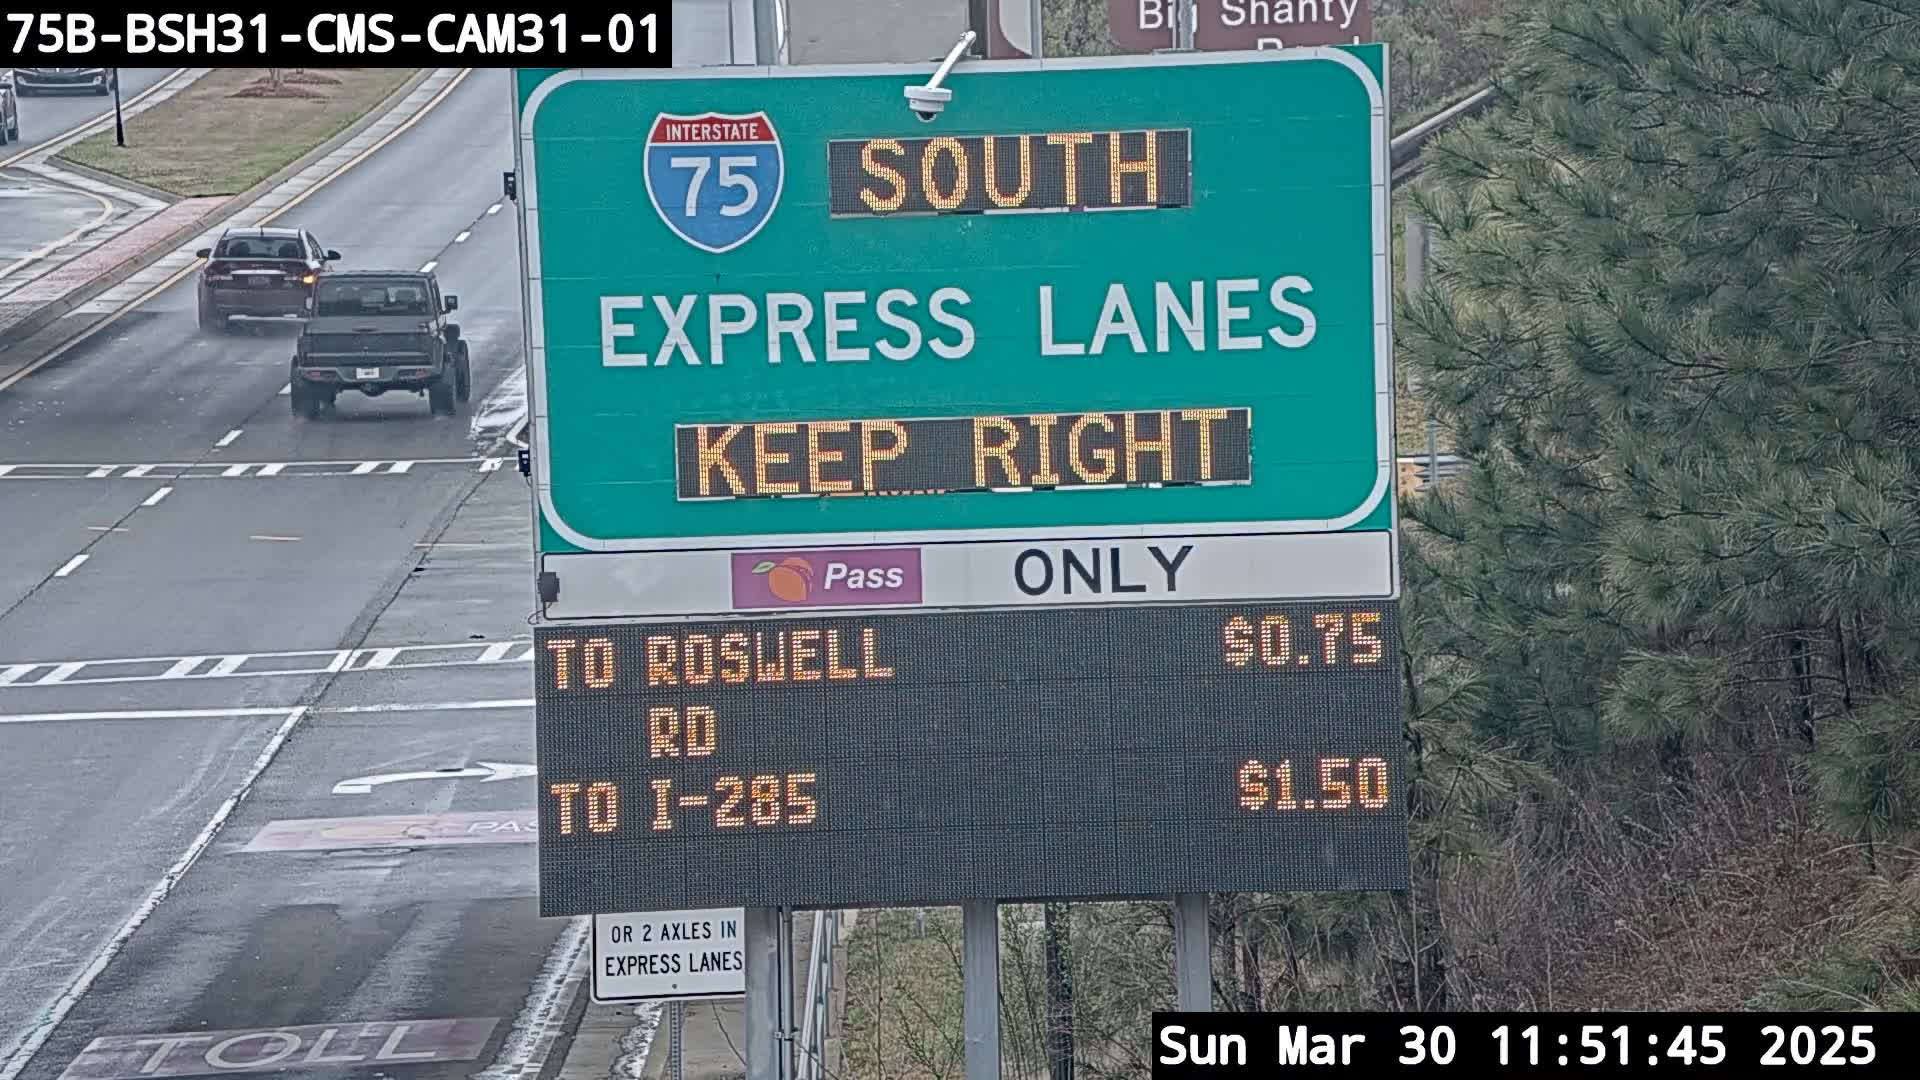 75B-BSH31-CMS-CAM31-01
Big Shanty
INTERSTATE
75
SOUTH
EXPRESS LANES
KEEP RIGHT
Pass
ONLY
TO ROSWELL $0.75
RD
TO I-285 $1.50
OR 2 AXLES IN
EXPRESS LANES
TOLL
Sun Mar 30 11:51:45 2025